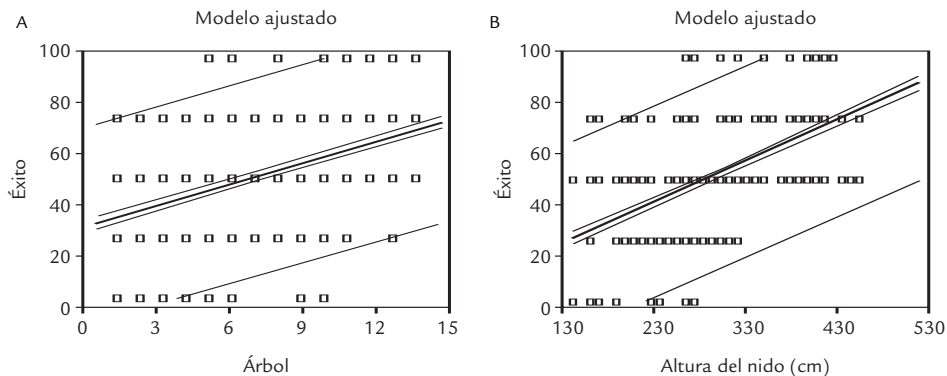 A
Modelo ajustado
Éxito
100
80
60
40
20
0
0 3 6 9 12 15
Árbol
B
Modelo ajustado
Éxito
100
80
60
40
20
0
130 230 330 430 530
Altura del nido (cm)